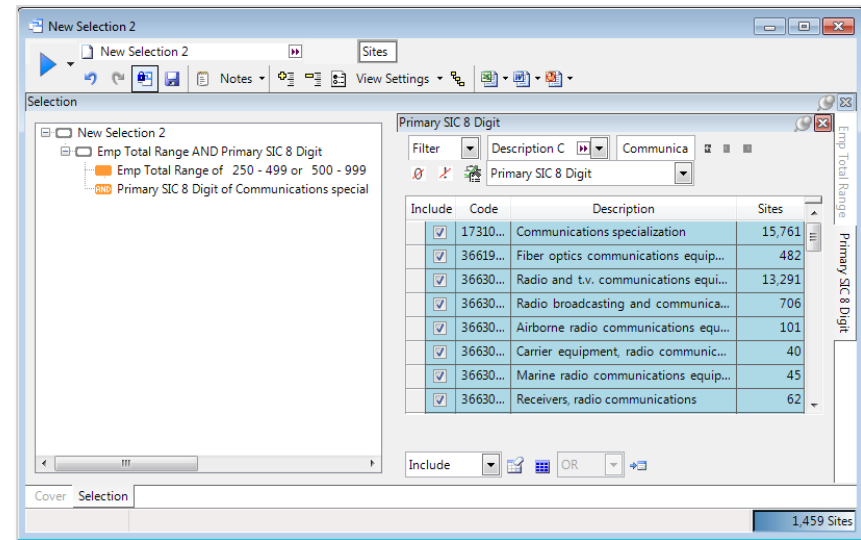 New Selection 2
New Selection 2 Sites
Notes View Settings
Selection
New Selection 2
Emp Total Range AND Primary SIC 8 Digit
Emp Total Range of 250 - 499 or 500 - 999
AND Primary SIC 8 Digit of Communications special
Primary SIC 8 Digit
Filter Description C Communica
Primary SIC 8 Digit
Include Code Description Sites
17310... Communications specialization 15,761
36619... Fiber optics communications equip... 482
36630... Radio and t.v. communications equi... 13,291
36630... Radio broadcasting and communica... 706
36630... Airborne radio communications equ... 101
36630... Carrier equipment, radio communic... 40
36630... Marine radio communications equip... 45
36630... Receivers, radio communications 62
Include OR
Emp Total Range
Primary SIC 8 Digit
Cover Selection
1,459 Sites